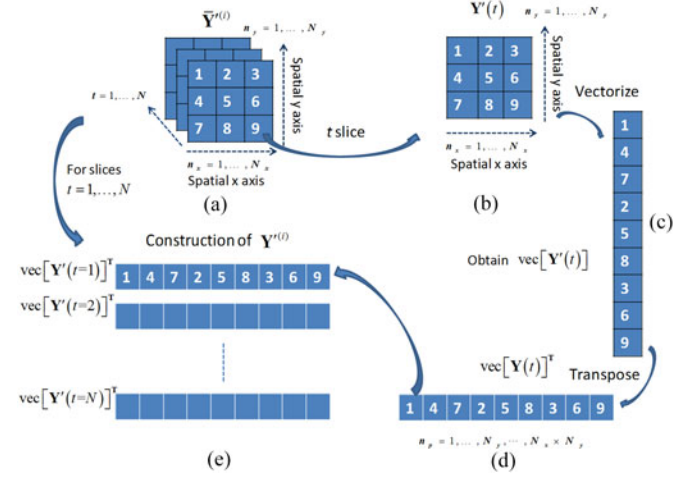 Y̅′⁽ⁱ⁾
n_y = 1,…, N_y
t = 1,…, N
1 2 3
4 5 6
7 8 9
Spatial y axis
n_x = 1,…, N_x
Spatial x axis
(a)
t slice
Y′(t)
n_y = 1,…, N_y
1 2 3
4 5 6
7 8 9
Spatial y axis
n_x = 1,…, N_x
Spatial x axis
(b)
Vectorize
1
4
7
2
5
8
3
6
9
(c)
Obtain vec[Y′(t)]
For slices
t = 1,…, N
Construction of Y′⁽ⁱ⁾
vec[Y′(t=1)]ᵀ 1 4 7 2 5 8 3 6 9
vec[Y′(t=2)]ᵀ
vec[Y′(t=N)]ᵀ
(e)
vec[Y(t)]ᵀ
Transpose
1 4 7 2 5 8 3 6 9
n_p = 1,…, N_y,…, N_x × N_y
(d)